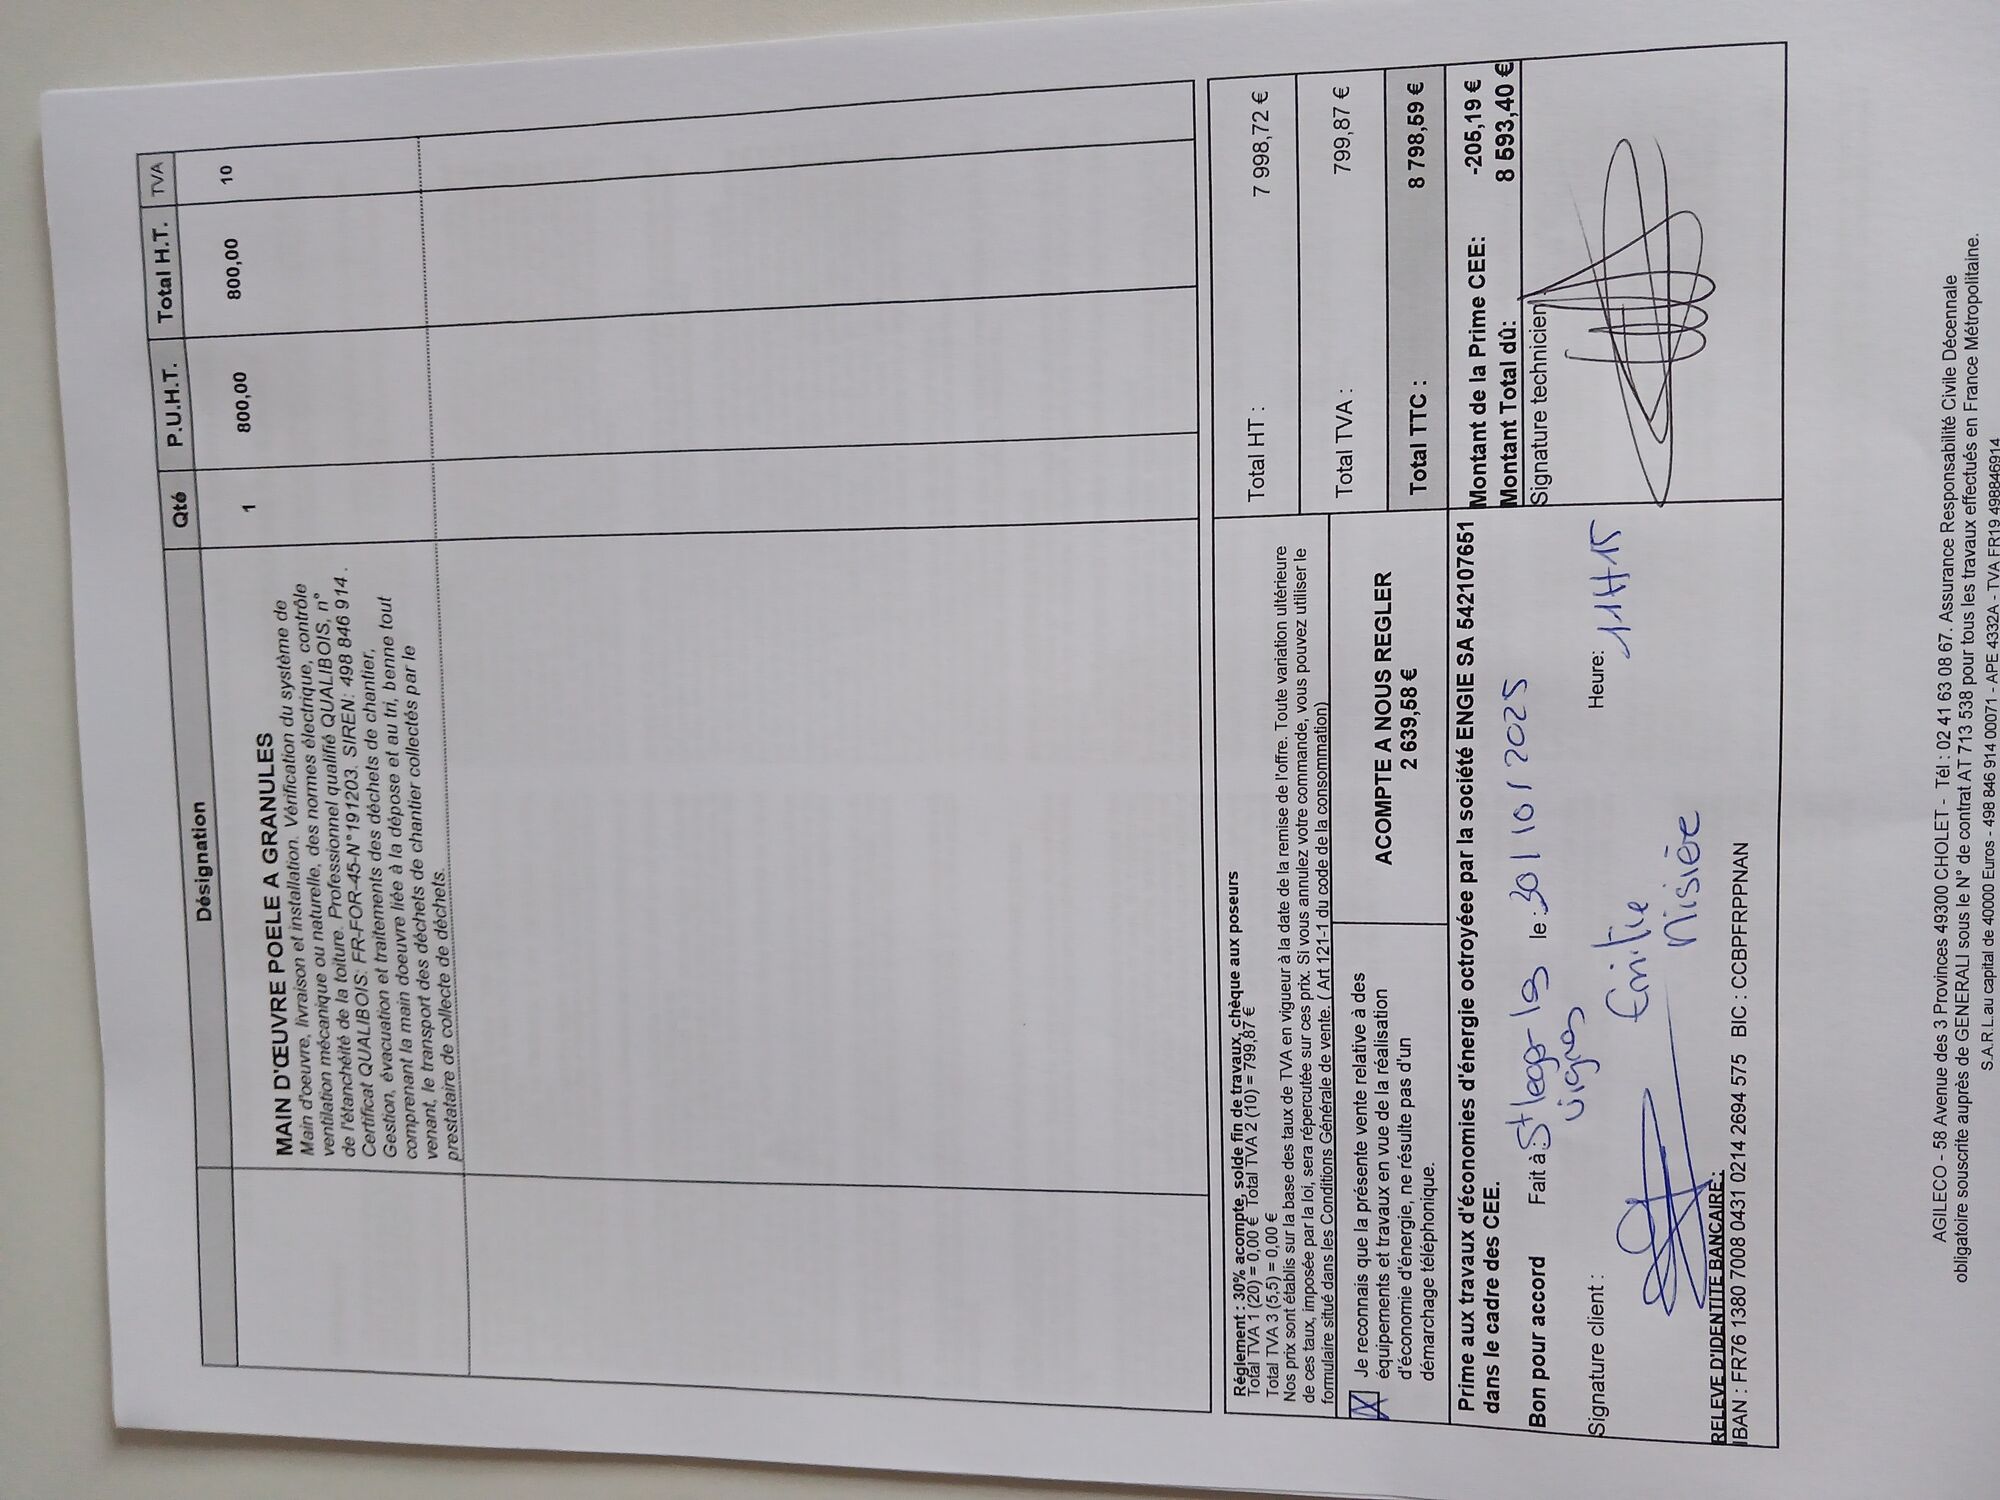 Désignation Qté P.U.H.T. Total H.T. TVA
MAIN D'ŒUVRE POELE A GRANULES 1 800,00 800,00 10
Main d'oeuvre, livraison et installation. Vérification du système de
ventilation mécanique ou naturelle, des normes électrique, contrôle
de l'étanchéité de la toiture. Professionnel qualifié QUALIBOIS, n°
Certificat QUALIBOIS: FR-FOR-45-N°191203. SIREN: 498 846 914.
Gestion, évacuation et traitements des déchets de chantier,
comprenant la main doeuvre liée à la dépose et au tri, benne tout
venant, le transport des déchets de chantier collectés par le
prestataire de collecte de déchets.
Réglement : 30% acompte, solde fin de travaux, chèque aux poseurs
Total TVA 1 (20) = 0,00 € Total TVA 2 (10) = 799,87 €
Total TVA 3 (5,5) = 0,00 €
Nos prix sont établis sur la base des taux de TVA en vigueur à la date de la remise de l'offre. Toute variation ultérieure
de ces taux, imposée par la loi, sera répercutée sur ces prix. Si vous annulez votre commande, vous pouvez utiliser le
formulaire situé dans les Conditions Générale de vente. ( Art 121-1 du code de la consommation)
Total HT : 7 998,72 €
Total TVA : 799,87 €
Total TTC : 8 798,59 €
X Je reconnais que la présente vente relative à des
équipements et travaux en vue de la réalisation
d'économie d'énergie, ne résulte pas d'un
démarchage téléphonique.
ACOMPTE A NOUS REGLER
2 639,58 €
Prime aux travaux d'économies d'énergie octroyéee par la société ENGIE SA 542107651
dans le cadre des CEE.
Montant de la Prime CEE: -205,19 €
Montant Total dû: 8 593,40 €
Bon pour accord Fait à St leger le : 30/10/2025
vignes
Signature client : Heure: 11H15
Emilie
Signature technicien
RELEVE D'IDENTITE BANCAIRE :
IBAN : FR76 1380 7008 0431 0214 2694 575 BIC : CCBPFRPPNAN
AGILECO - 58 Avenue des 3 Provinces 49300 CHOLET - Tél : 02 41 63 08 67. Assurance Responsabilité Civile Décennale
obligatoire souscrite auprès de GENERALI sous le N° de contrat AT 713 538 pour tous les travaux effectués en France Métropolitaine.
S.A.R.L au capital de 40000 Euros - 498 846 914 00071 - APE 4332A - TVA FR19 498846914